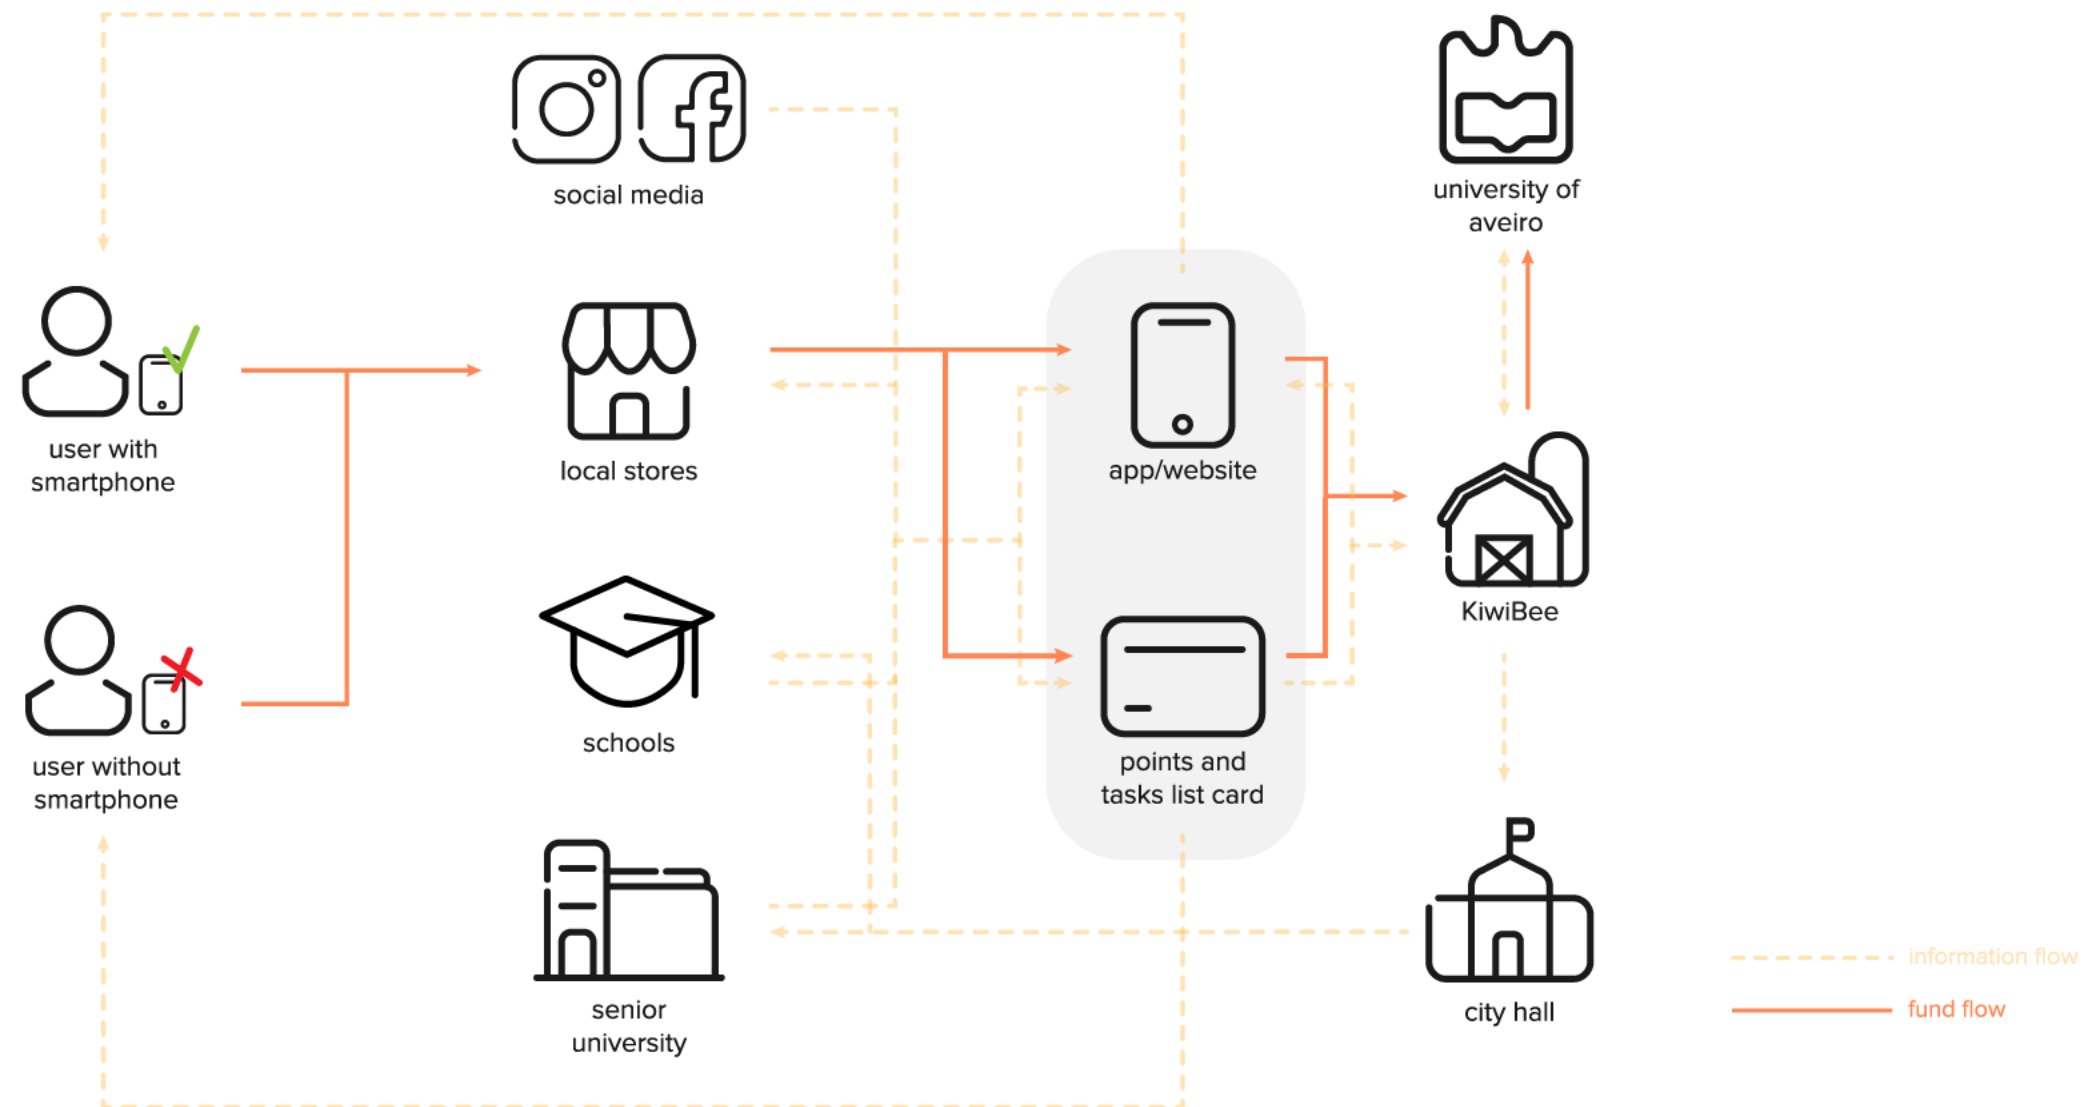 social media
university of
aveiro
user with
smartphone
local stores
app/website
KiwiBee
user without
smartphone
schools
points and
tasks list card
senior
university
city hall
information flow
fund flow